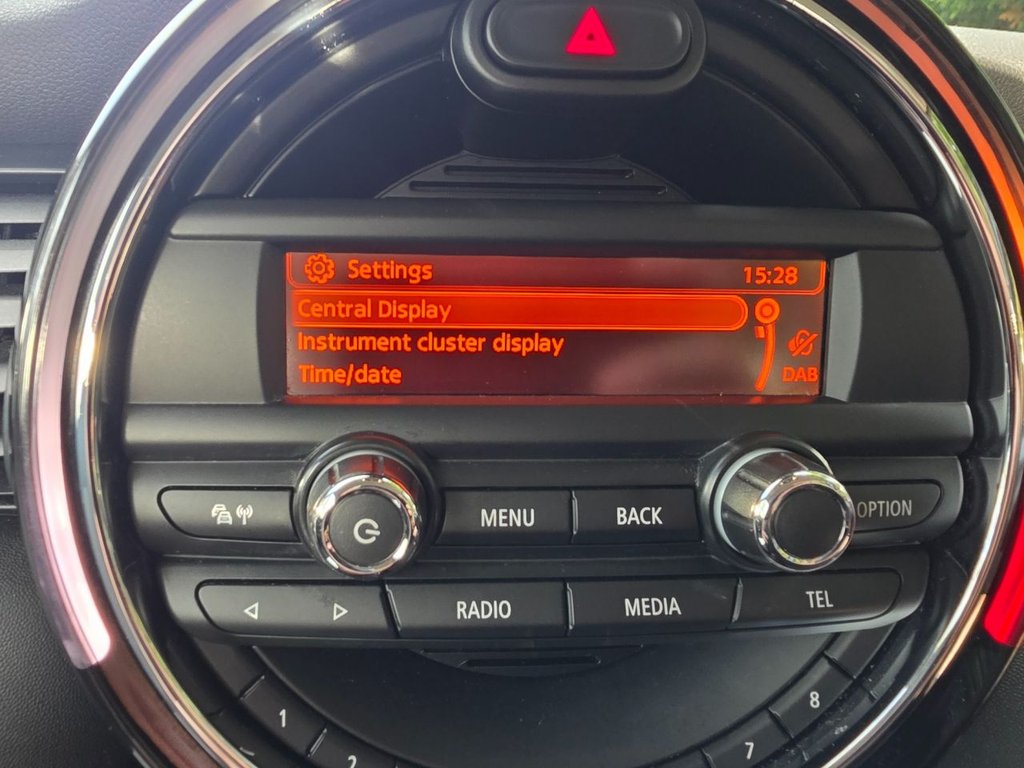 Settings 15:28
Central Display
Instrument cluster display
Time/date
DAB
MENU BACK OPTION
RADIO MEDIA TEL
1 8
2 7